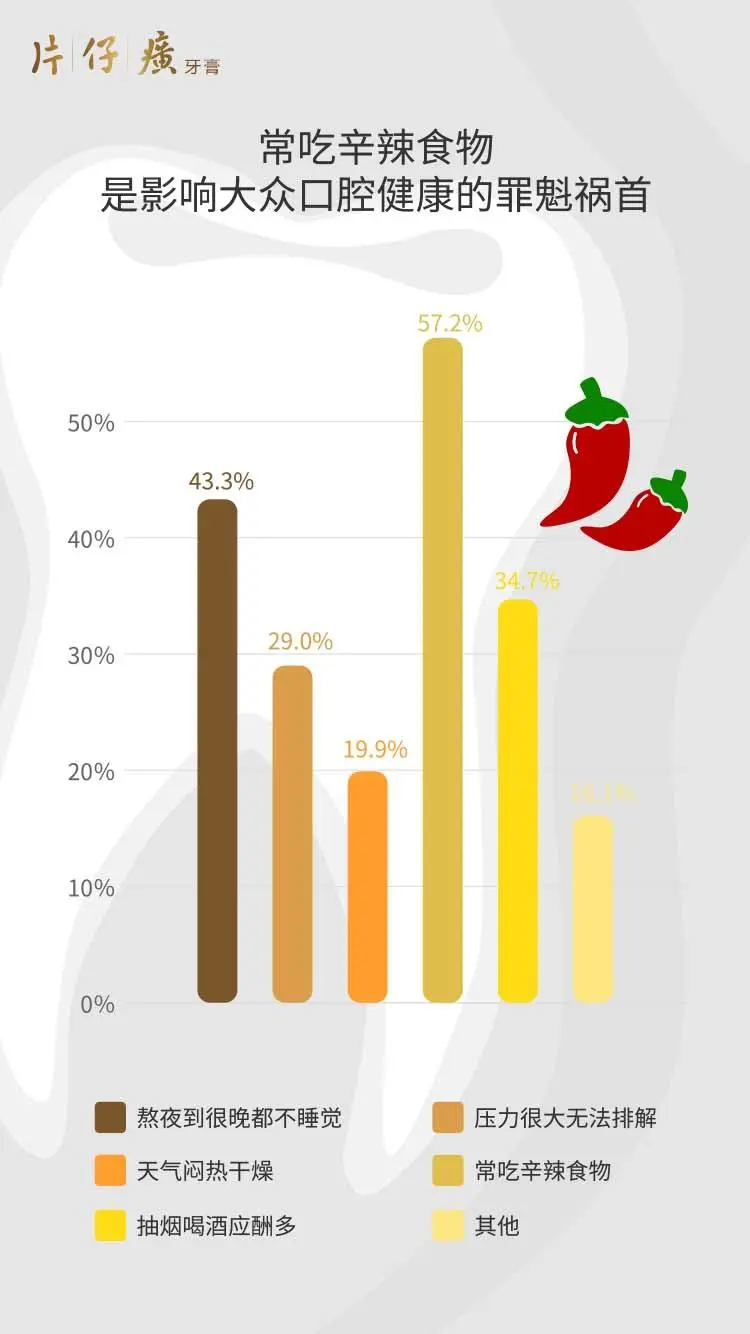 片仔癀牙膏
常吃辛辣食物
是影响大众口腔健康的罪魁祸首
57.2%
50%
43.3%
40%
34.7%
30%
29.0%
20%
19.9%
16.1%
10%
0%
熬夜到很晚都不睡觉
压力很大无法排解
天气闷热干燥
常吃辛辣食物
抽烟喝酒应酬多
其他